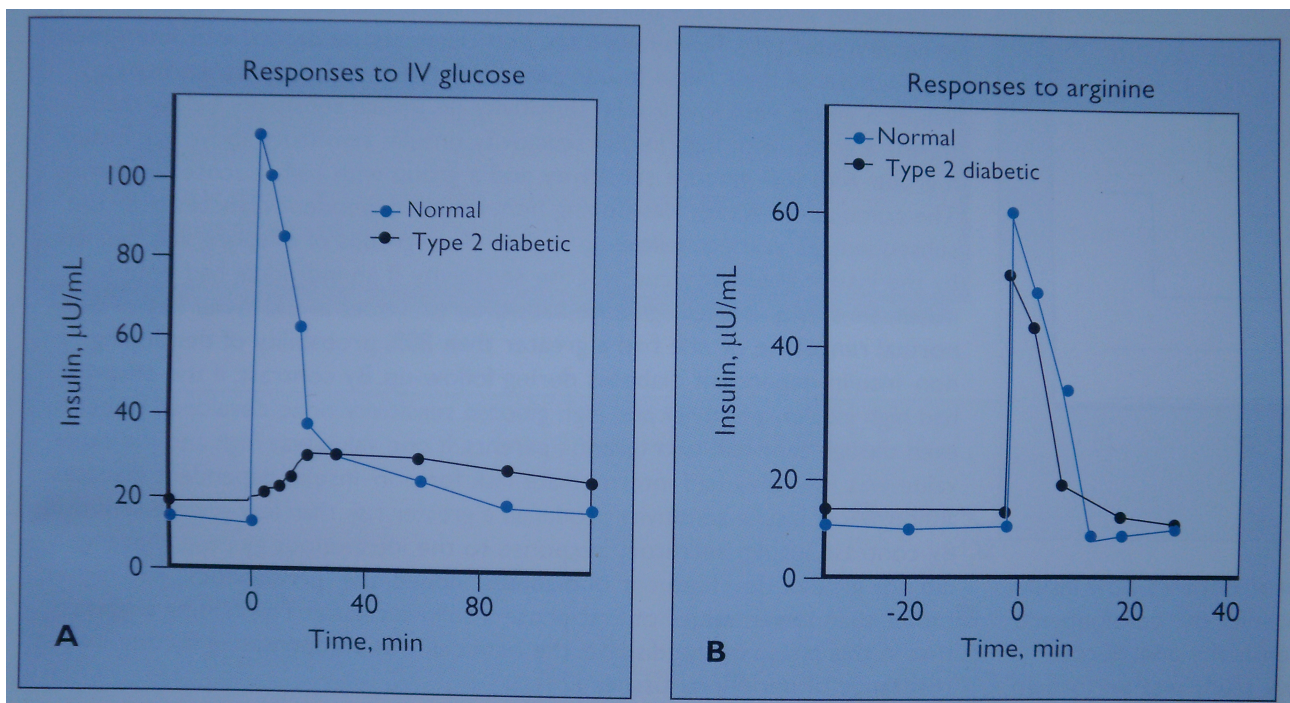 Responses to IV glucose
Insulin, μU/mL
100
80
60
40
20
0
Normal
Type 2 diabetic
0 40 80
Time, min
A
Responses to arginine
Insulin, μU/mL
60
40
20
0
Normal
Type 2 diabetic
-20 0 20 40
Time, min
B